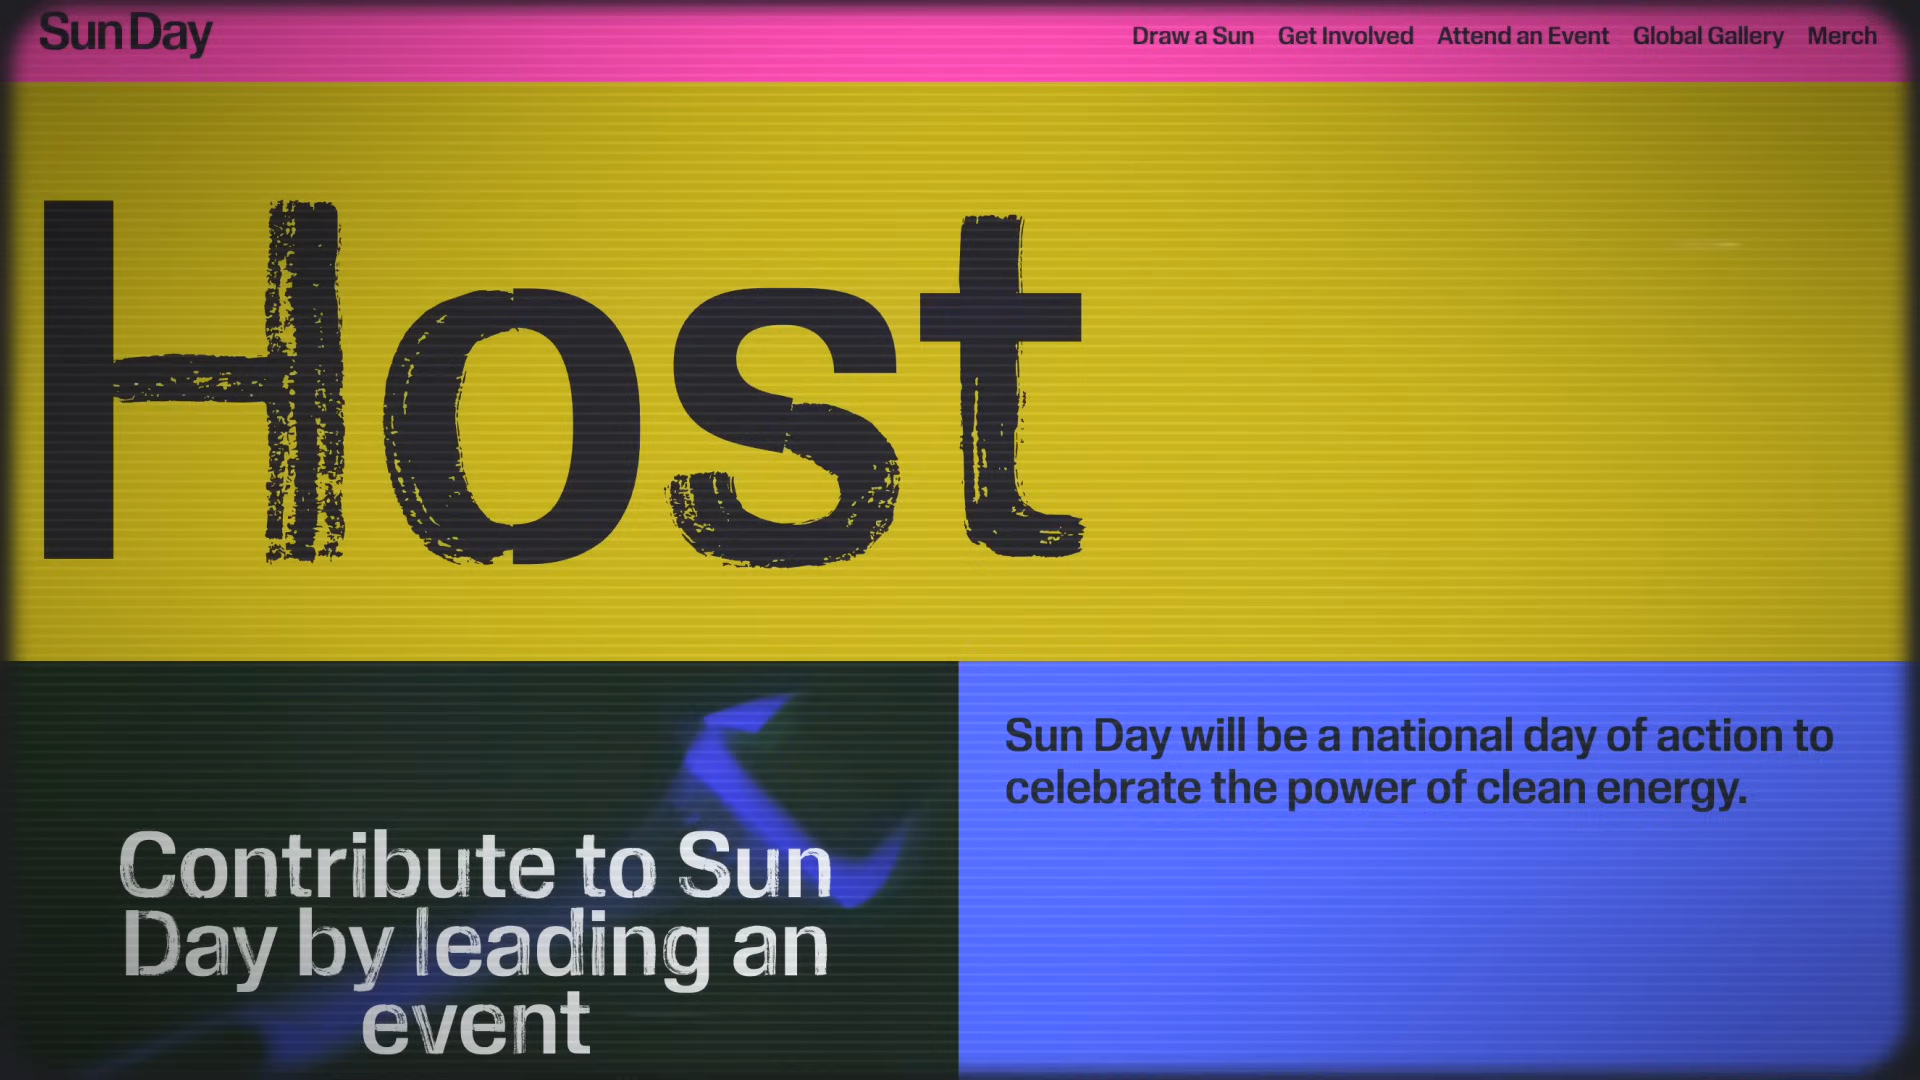 Sun Day
Draw a Sun Get Involved Attend an Event Global Gallery Merch
Host
Contribute to Sun
Day by leading an
event
Sun Day will be a national day of action to
celebrate the power of clean energy.